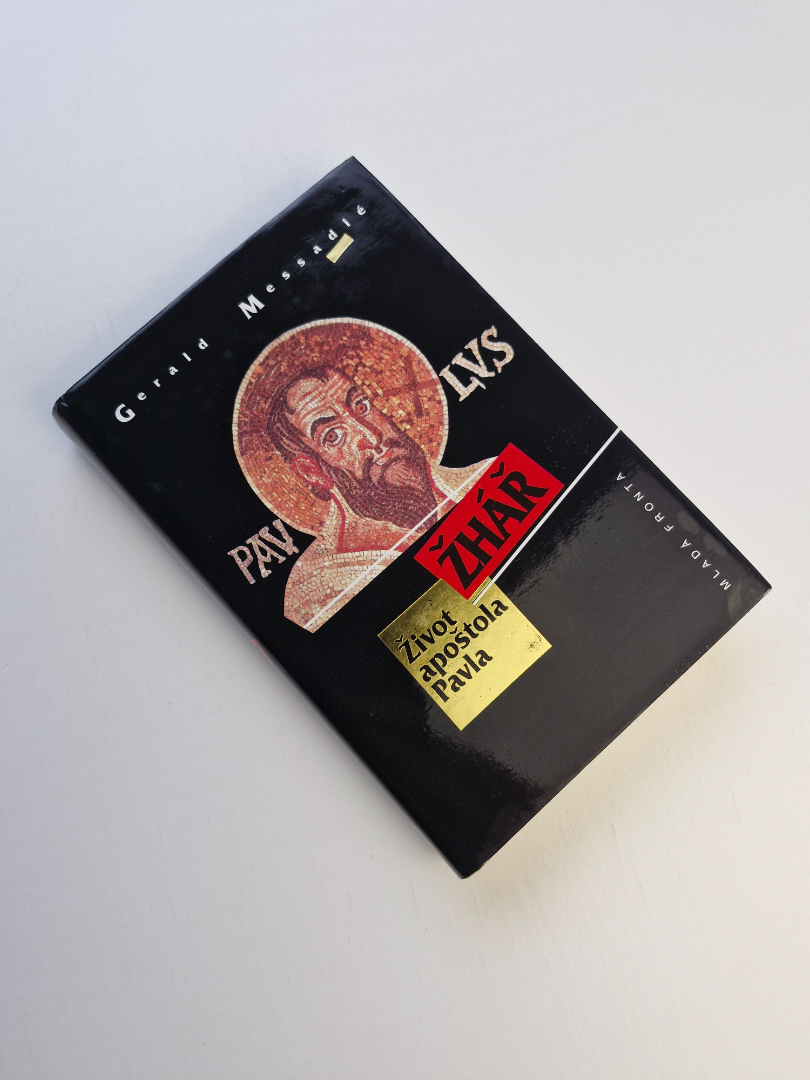 Gerald Messadié
PAV
LVS
ŽHÁŘ
Život
apoštola
Pavla
MLADÁ FRONTA